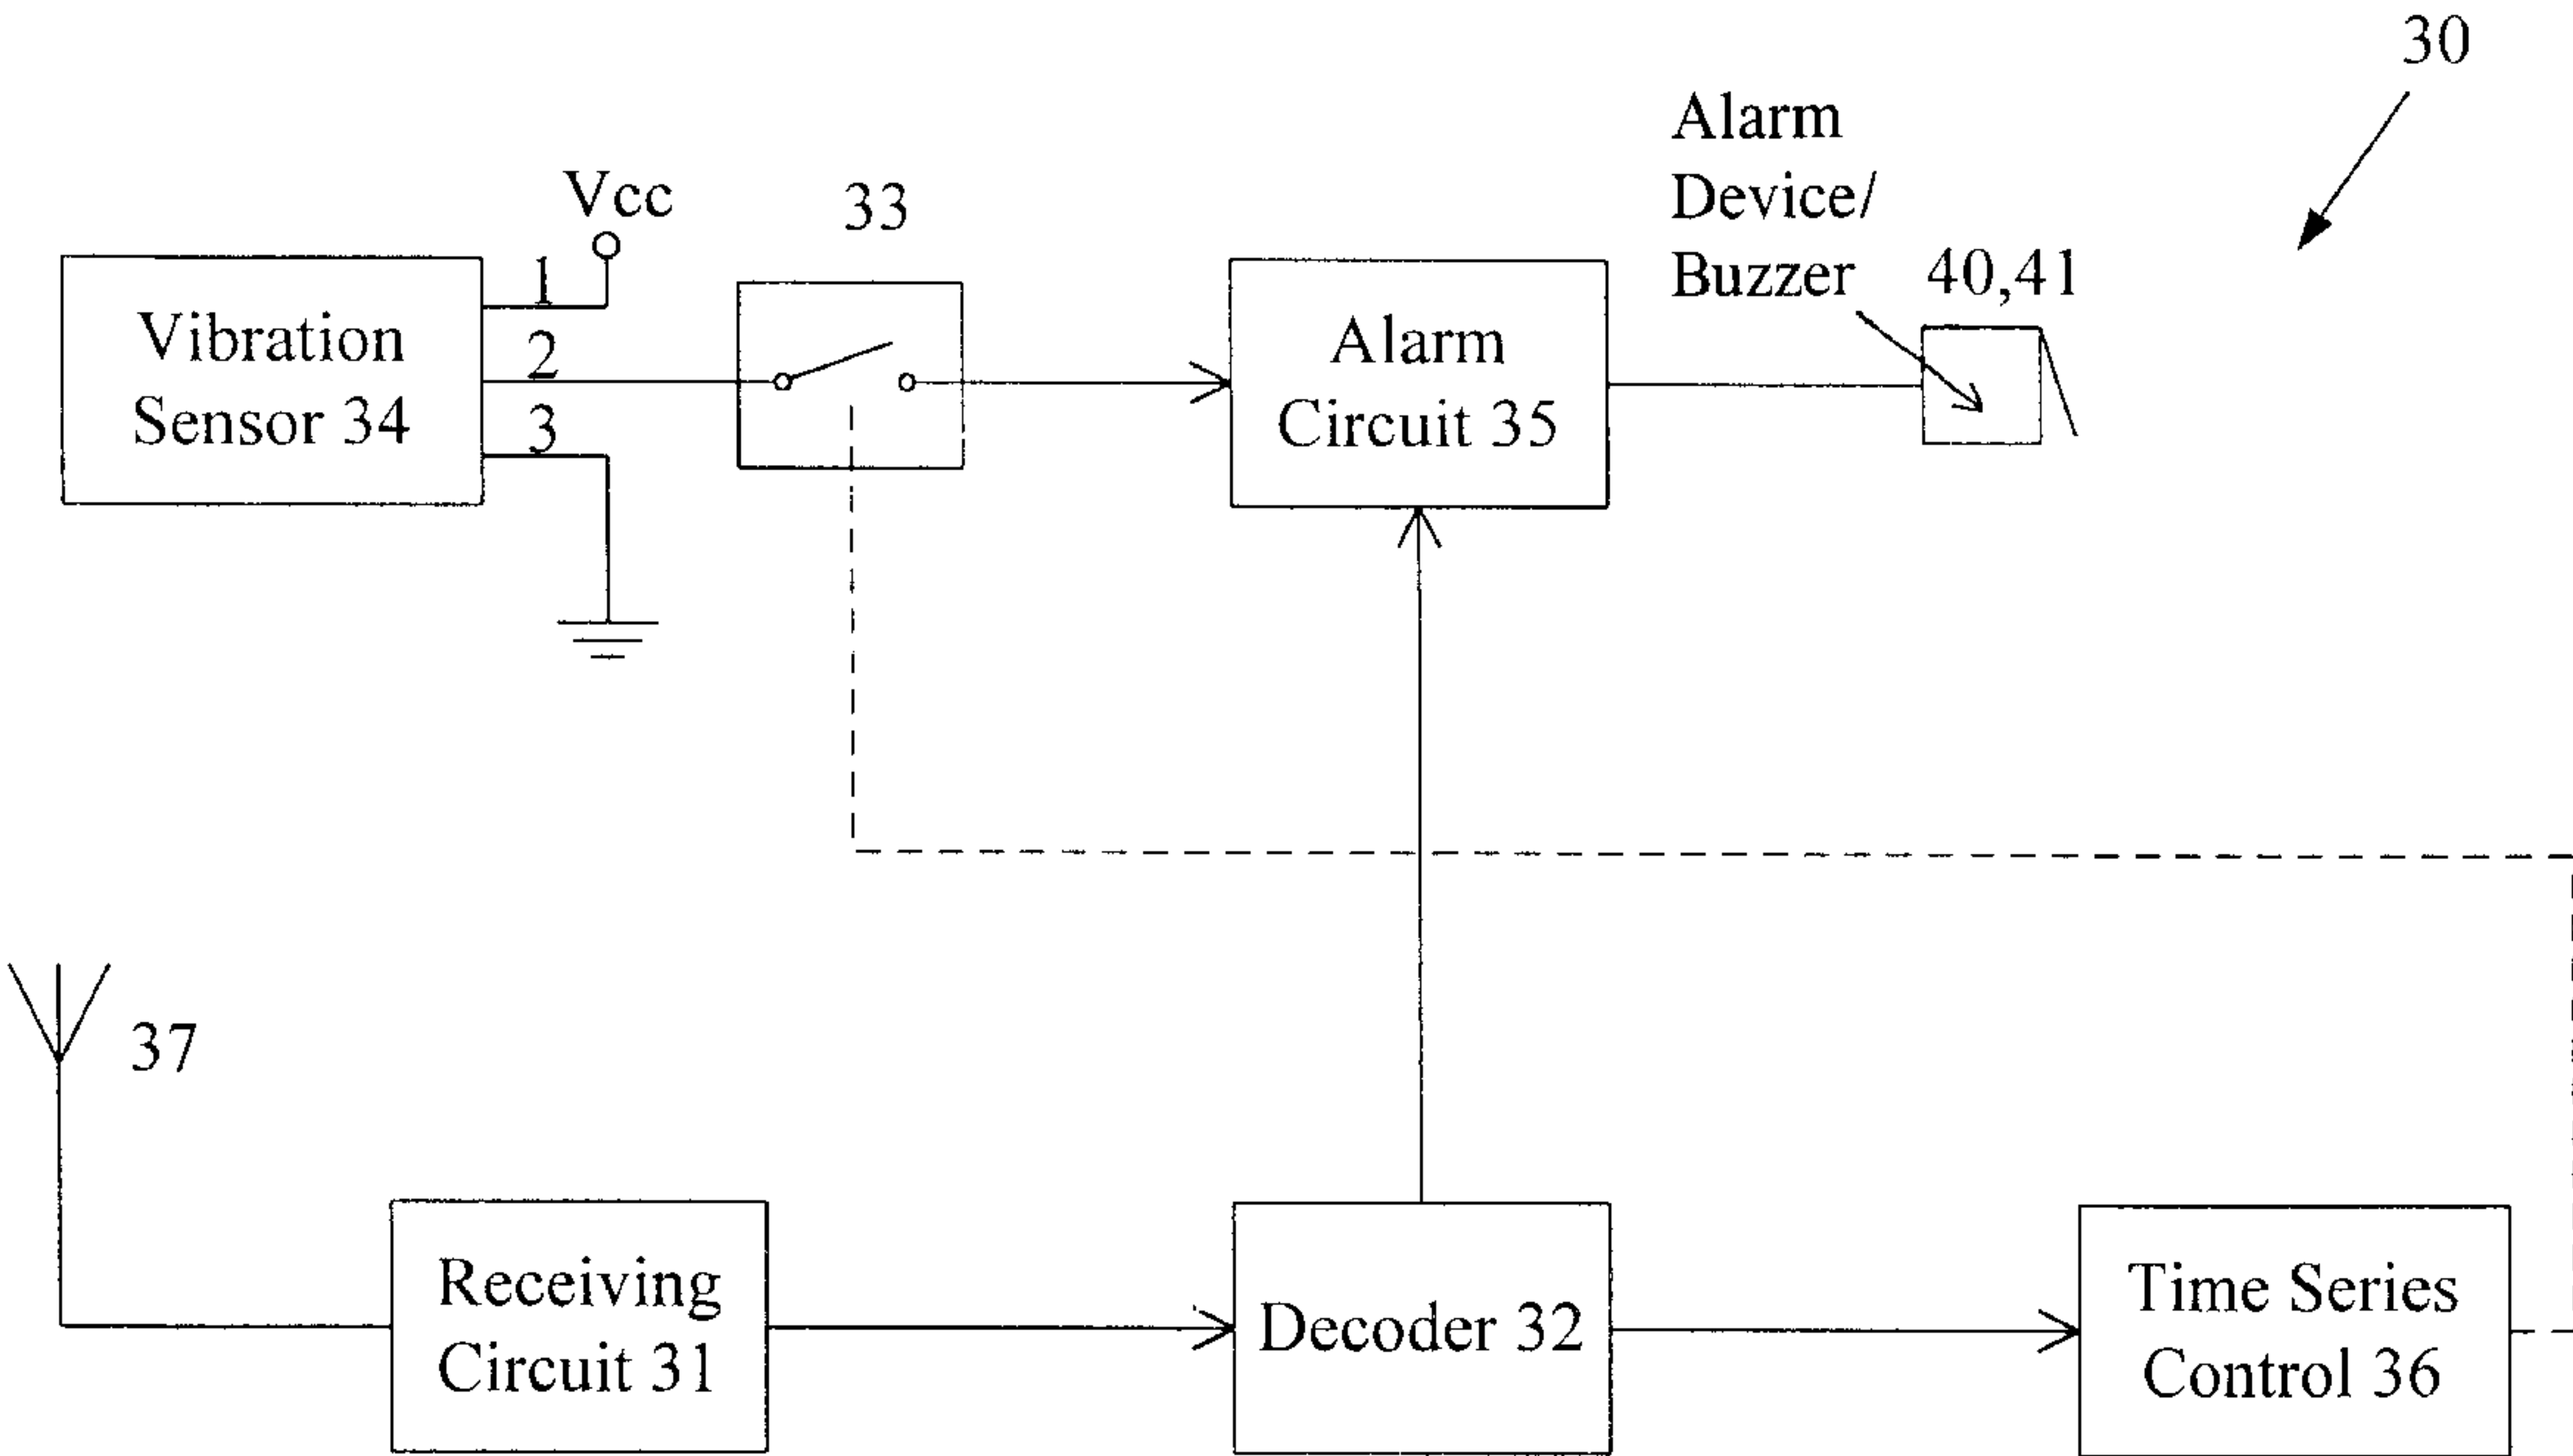 30
Alarm
Device/
Buzzer
40,41
Vcc
33
1
2
3
Vibration
Sensor 34
Alarm
Circuit 35
37
Receiving
Circuit 31
Decoder 32
Time Series
Control 36